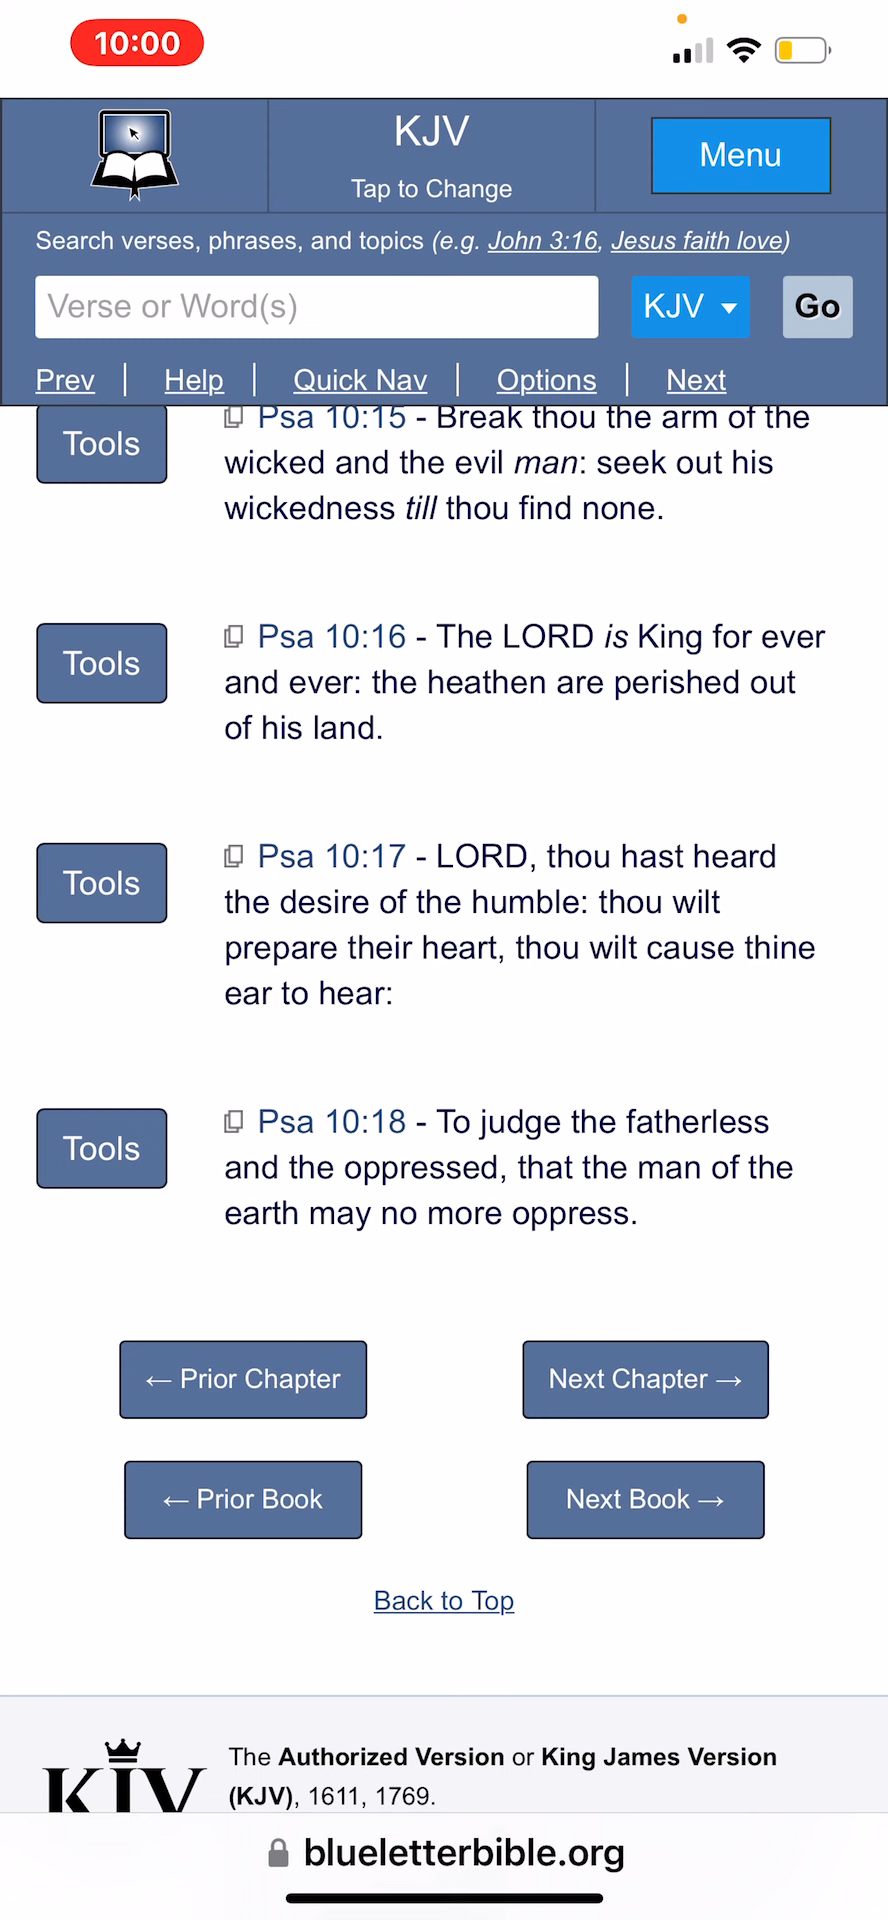 10:00
KJV
Tap to Change
Menu
Search verses, phrases, and topics (e.g. John 3:16, Jesus faith love)
Verse or Word(s)
KJV
Go
Prev | Help | Quick Nav | Options | Next
Tools
Psa 10:15 - Break thou the arm of the
wicked and the evil man: seek out his
wickedness till thou find none.
Tools
Psa 10:16 - The LORD is King for ever
and ever: the heathen are perished out
of his land.
Tools
Psa 10:17 - LORD, thou hast heard
the desire of the humble: thou wilt
prepare their heart, thou wilt cause thine
ear to hear:
Tools
Psa 10:18 - To judge the fatherless
and the oppressed, that the man of the
earth may no more oppress.
← Prior Chapter
Next Chapter →
← Prior Book
Next Book →
Back to Top
KJV
The Authorized Version or King James Version
(KJV), 1611, 1769.
blueletterbible.org